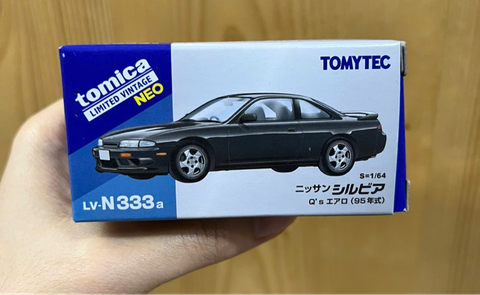 tomica
LIMITED VINTAGE
NEO
TOMYTEC
S=1/64
ニッサン シルビア
LV-N333a
Q's エアロ (95年式)